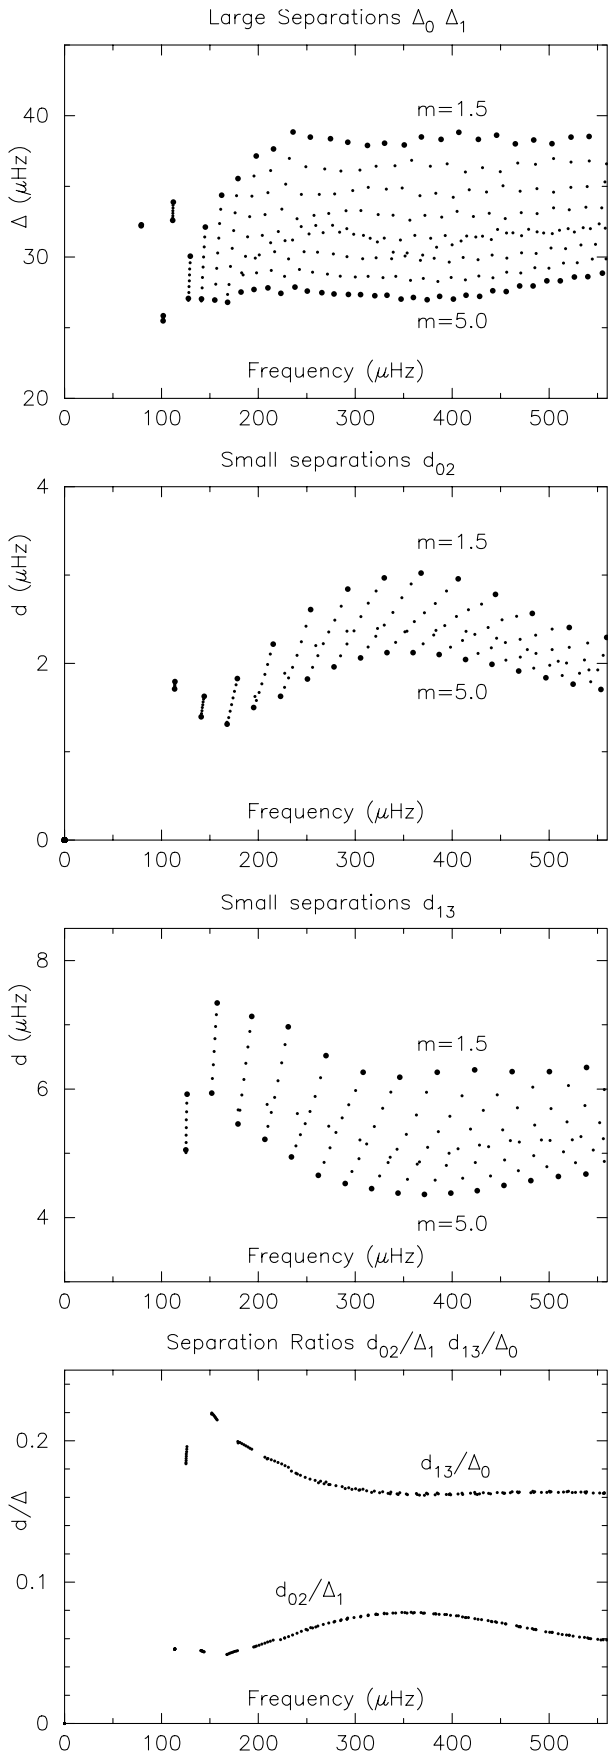 Large Separations Δ₀ Δ₁
40
30
20
Δ (μHz)
m=1.5
m=5.0
Frequency (μHz)
0 100 200 300 400 500
Small separations d₀₂
4
2
0
d (μHz)
m=1.5
m=5.0
Frequency (μHz)
0 100 200 300 400 500
Small separations d₁₃
8
6
4
d (μHz)
m=1.5
m=5.0
Frequency (μHz)
0 100 200 300 400 500
Separation Ratios d₀₂/Δ₁ d₁₃/Δ₀
0.2
0.1
0
d/Δ
d₁₃/Δ₀
d₀₂/Δ₁
Frequency (μHz)
0 100 200 300 400 500